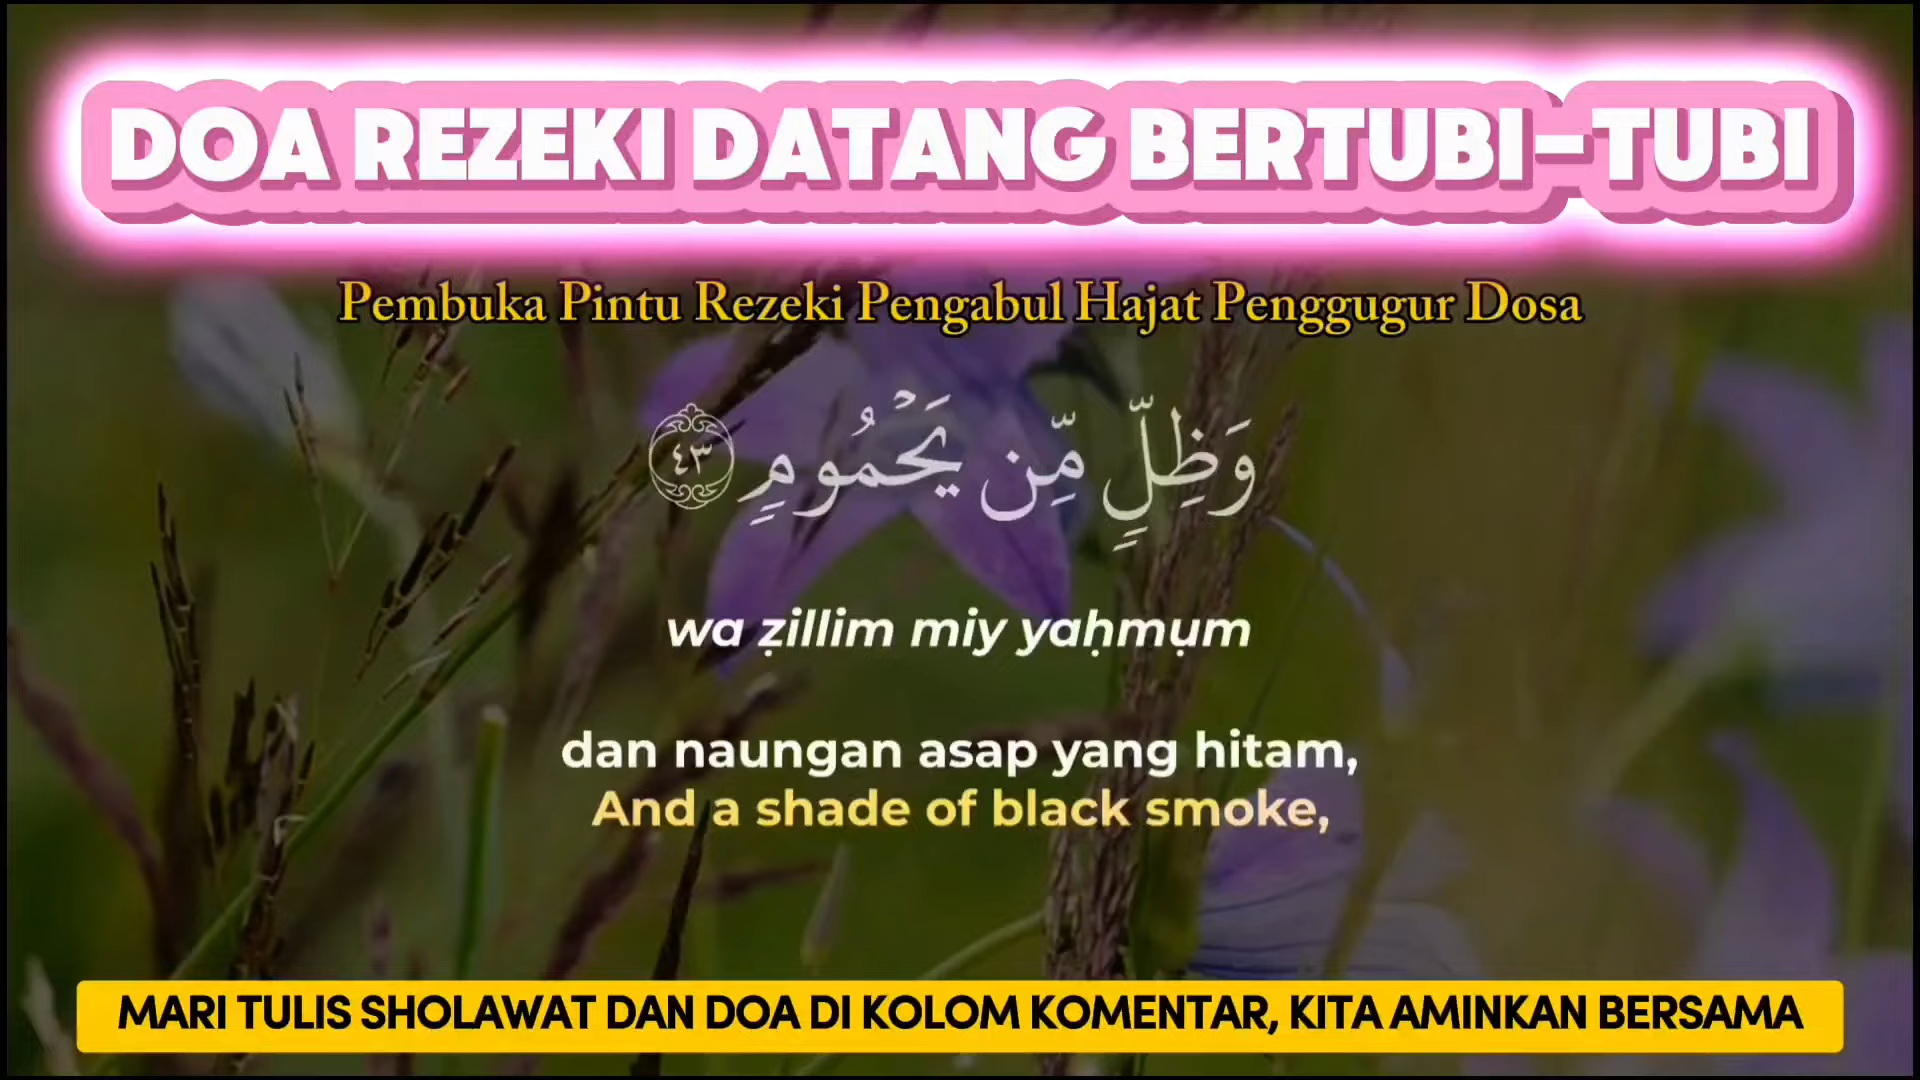 DOA REZEKI DATANG BERTUBI-TUBI
Pembuka Pintu Rezeki Pengabul Hajat Penggugur Dosa
وَظِلٍّ مِّن يَحْمُومٍ ٤٣
wa ẓillim miy yaḥmụm
dan naungan asap yang hitam,
And a shade of black smoke,
MARI TULIS SHOLAWAT DAN DOA DI KOLOM KOMENTAR, KITA AMINKAN BERSAMA